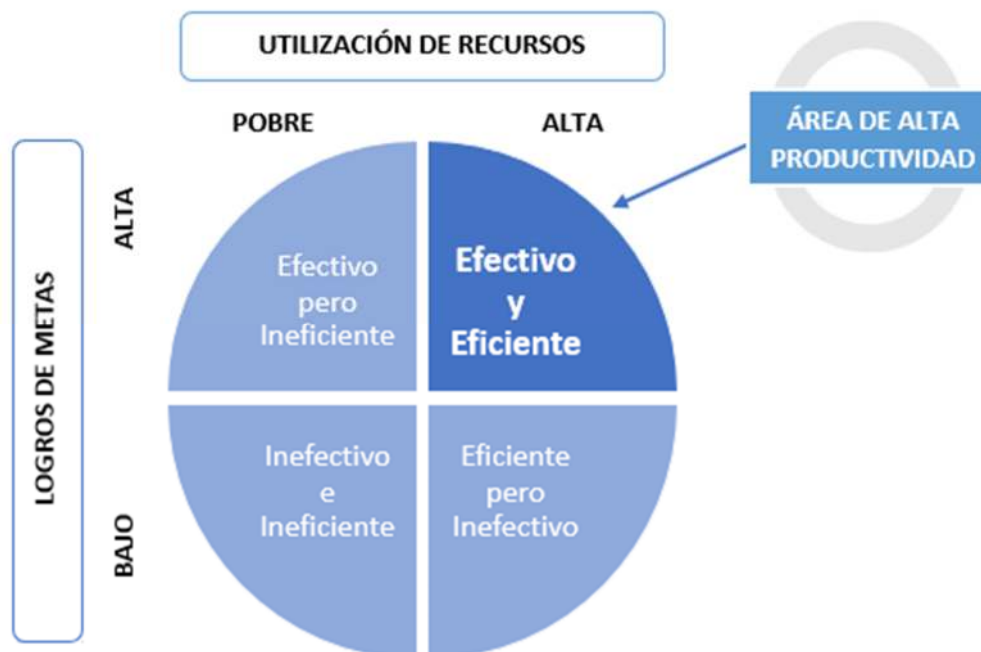 UTILIZACIÓN DE RECURSOS
POBRE
ALTA
ÁREA DE ALTA
PRODUCTIVIDAD
LOGROS DE METAS
ALTA
BAJO
Efectivo
pero
Ineficiente
Efectivo
y
Eficiente
Inefectivo
e
Ineficiente
Eficiente
pero
Inefectivo